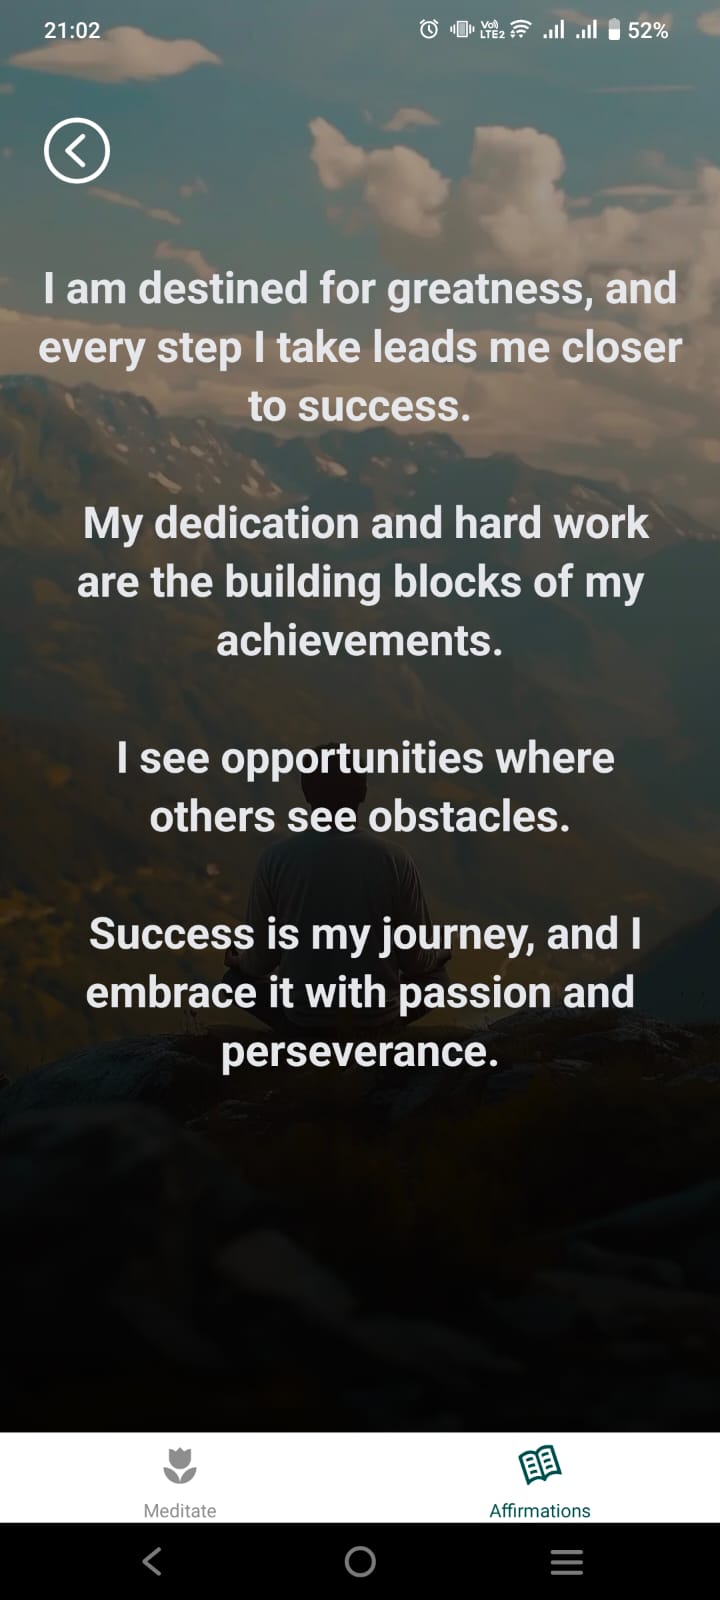 21:02
Vo)) LTE2
52%
I am destined for greatness, and
every step I take leads me closer
to success.
My dedication and hard work
are the building blocks of my
achievements.
I see opportunities where
others see obstacles.
Success is my journey, and I
embrace it with passion and
perseverance.
Meditate
Affirmations